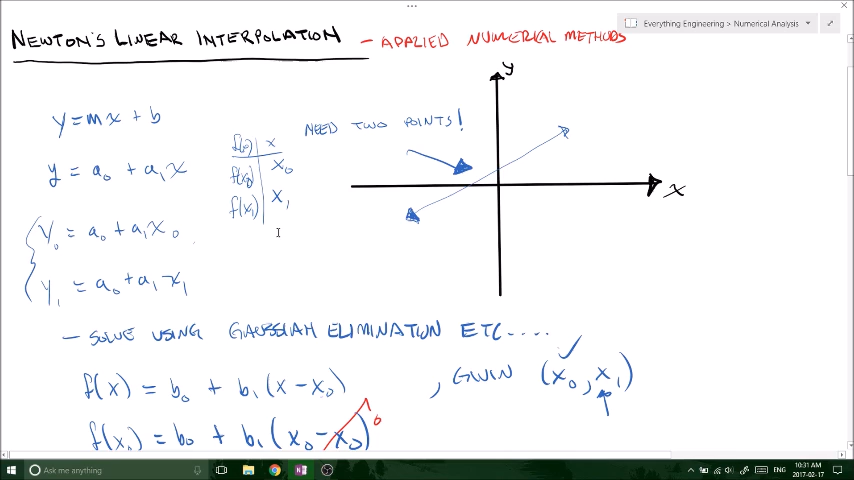 Everything Engineering > Numerical Analysis
NEWTON'S LINEAR INTERPOLATION - APPLIED NUMERICAL METHODS
y
x
y = mx + b
NEED TWO POINTS!
y = a₀ + a₁x
f(x) | x
f(x₀) | x₀
f(x₁) | x₁
y₀ = a₀ + a₁x₀
y₁ = a₀ + a₁x₁
- SOLVE USING GAUSSIAN ELIMINATION ETC.....
f(x) = b₀ + b₁(x-x₀) , GIVEN (x₀, x₁)
f(x₀) = b₀ + b₁(x₀-x₀) 0
Ask me anything
ENG
10:31 AM
2017-02-17